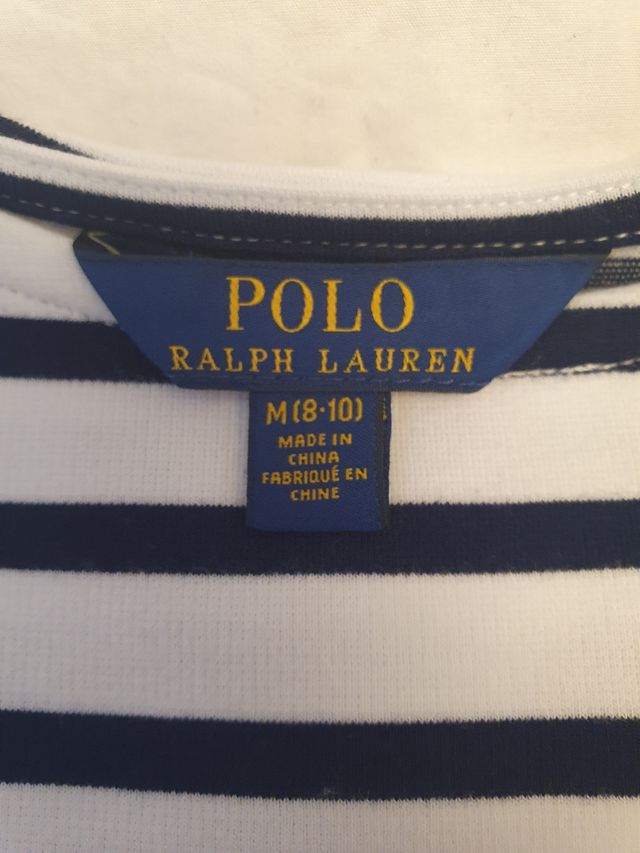 POLO
RALPH LAUREN
M(8·10)
MADE IN
CHINA
FABRIQUÉ EN
CHINE